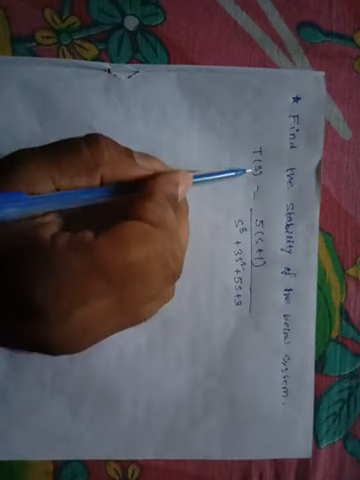 * Find the stability of the below system.
T(s) = 5(s+1)
s³ + 3s² + 5s + 3